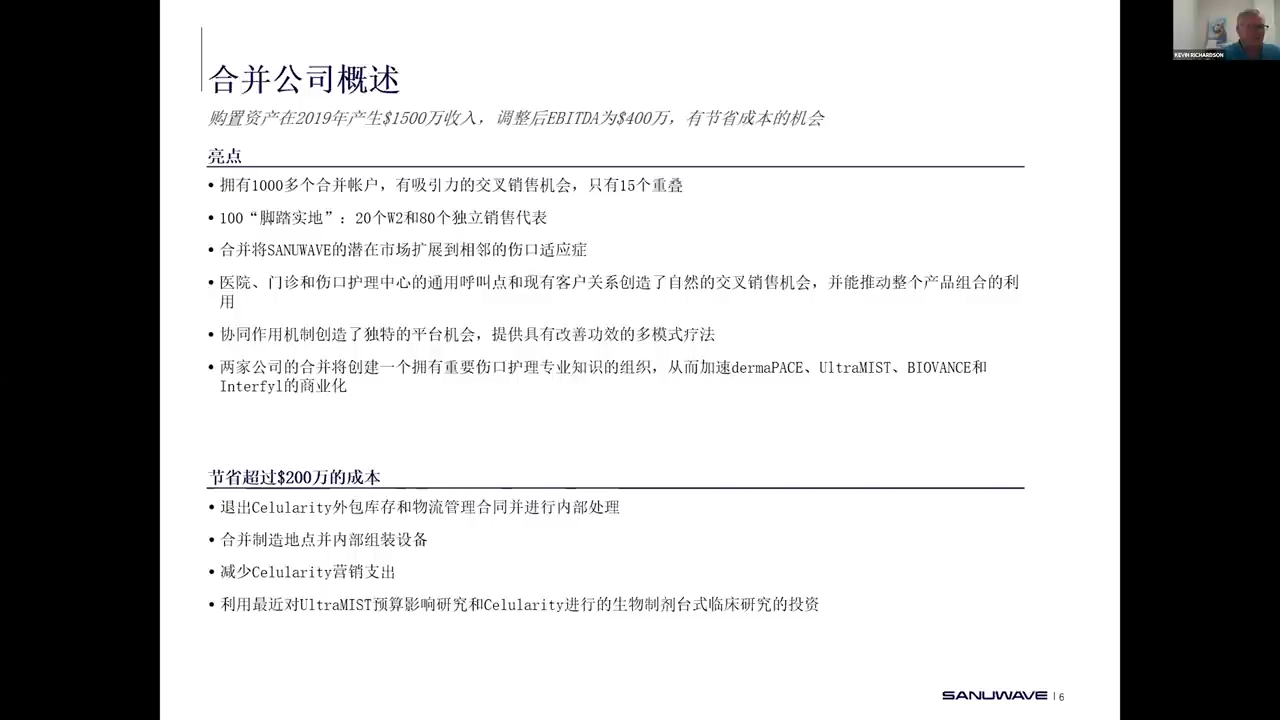 KEVIN RICHARDSON
合并公司概述
购置资产在2019年产生$1500万收入，调整后EBITDA为$400万，有节省成本的机会
亮点
• 拥有1000多个合并帐户，有吸引力的交叉销售机会，只有15个重叠
• 100“脚踏实地”：20个W2和80个独立销售代表
• 合并将SANUWAVE的潜在市场扩展到相邻的伤口适应症
• 医院、门诊和伤口护理中心的通用呼叫点和现有客户关系创造了自然的交叉销售机会，并能推动整个产品组合的利
用
• 协同作用机制创造了独特的平台机会，提供具有改善功效的多模式疗法
• 两家公司的合并将创建一个拥有重要伤口护理专业知识的组织，从而加速dermaPACE、UltraMIST、BIOVANCE和
Interfyl的商业化
节省超过$200万的成本
• 退出Celularity外包库存和物流管理合同并进行内部处理
• 合并制造地点并内部组装设备
• 减少Celularity营销支出
• 利用最近对UltraMIST预算影响研究和Celularity进行的生物制剂台式临床研究的投资
SANUWAVE | 6